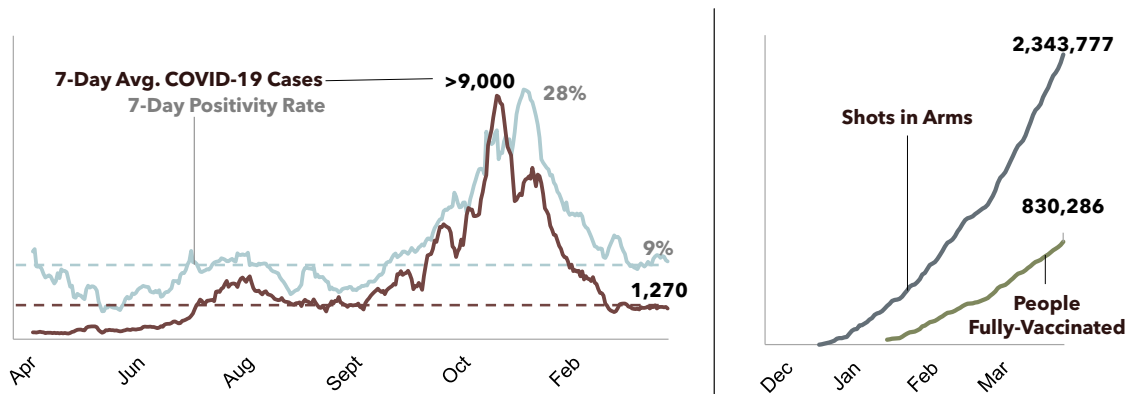 7-Day Avg. COVID-19 Cases
>9,000
7-Day Positivity Rate
28%
9%
1,270
Apr
Jun
Aug
Sept
Oct
Feb
2,343,777
Shots in Arms
830,286
People
Fully-Vaccinated
Dec
Jan
Feb
Mar